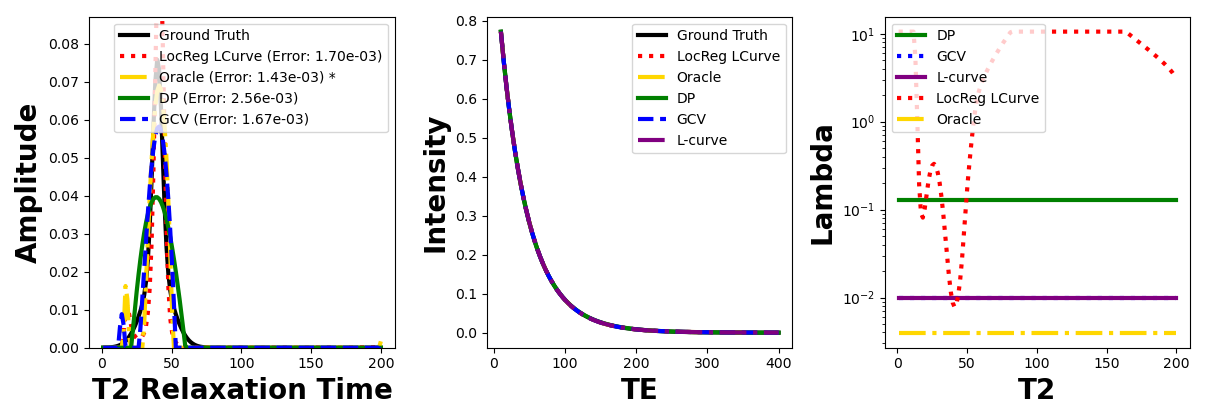 Amplitude
0.00
0.01
0.02
0.03
0.04
0.05
0.06
0.07
0.08
Ground Truth
LocReg LCurve (Error: 1.70e-03)
Oracle (Error: 1.43e-03) *
DP (Error: 2.56e-03)
GCV (Error: 1.67e-03)
0 50 100 150 200
T2 Relaxation Time
Intensity
0.0
0.1
0.2
0.3
0.4
0.5
0.6
0.7
0.8
Ground Truth
LocReg LCurve
Oracle
DP
GCV
L-curve
0 100 200 300 400
TE
Lambda
10⁻²
10⁻¹
10⁰
10¹
DP
GCV
L-curve
LocReg LCurve
Oracle
0 50 100 150 200
T2